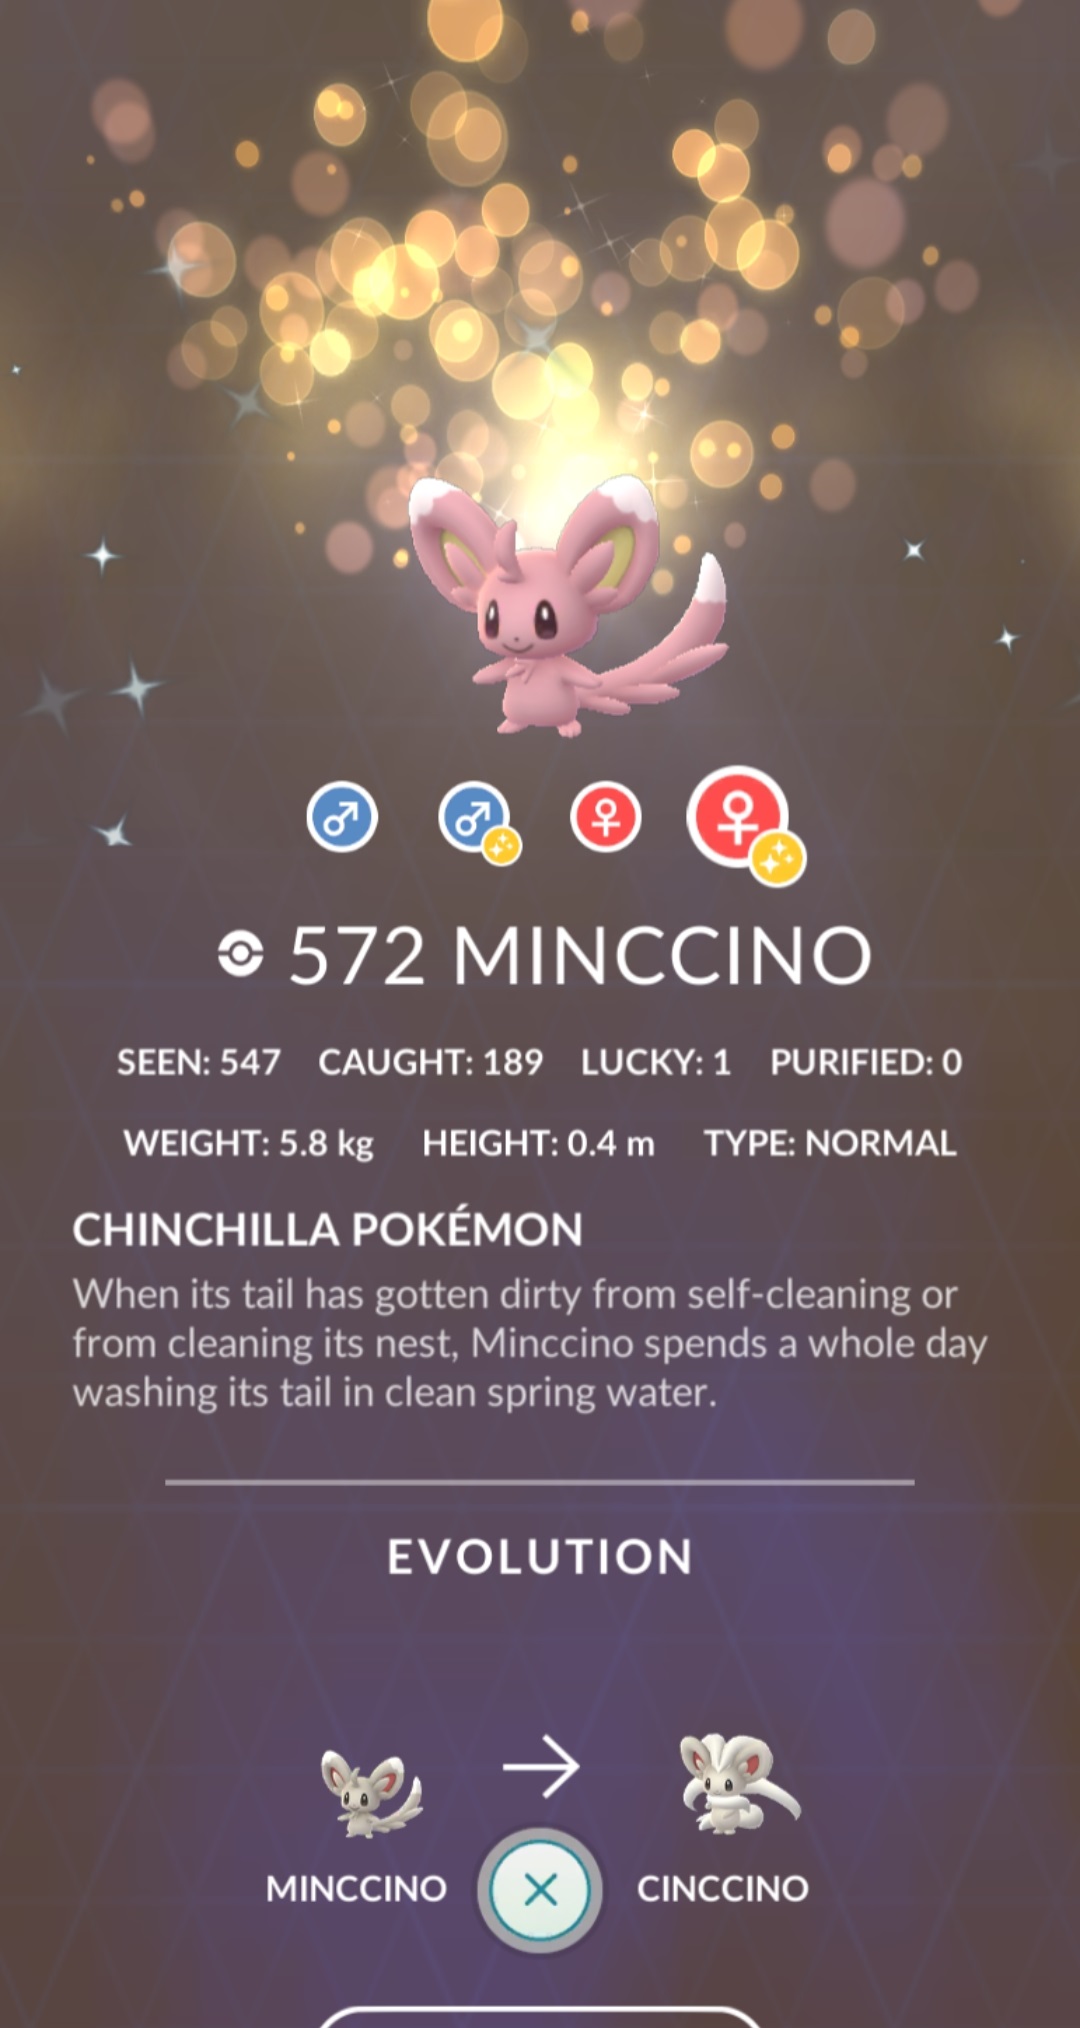 572 MINCCINO
SEEN: 547 CAUGHT: 189 LUCKY: 1 PURIFIED: 0
WEIGHT: 5.8 kg HEIGHT: 0.4 m TYPE: NORMAL
CHINCHILLA POKÉMON
When its tail has gotten dirty from self-cleaning or
from cleaning its nest, Minccino spends a whole day
washing its tail in clean spring water.
EVOLUTION
MINCCINO CINCCINO